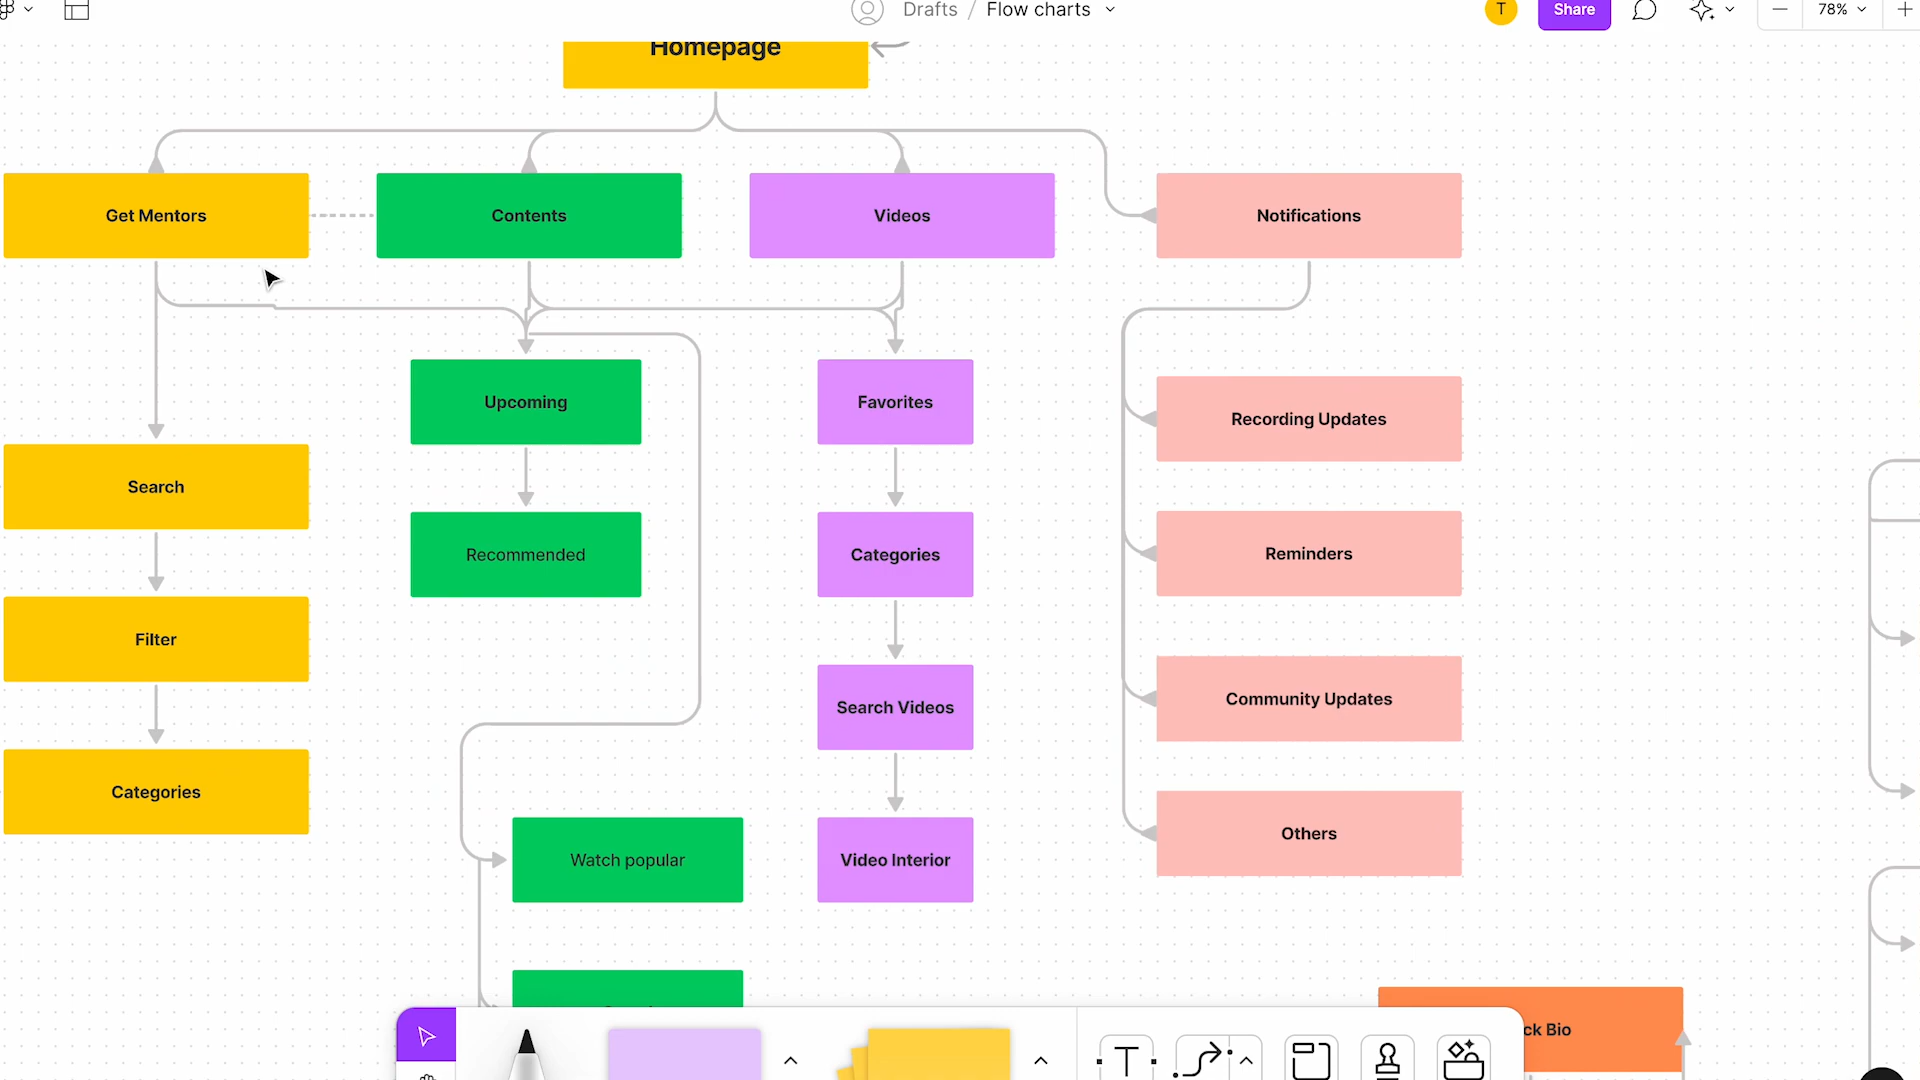 Drafts / Flow charts
T
Share
78%
Homepage
Get Mentors
Contents
Videos
Notifications
Upcoming
Favorites
Recording Updates
Search
Recommended
Categories
Reminders
Filter
Search Videos
Community Updates
Categories
Others
Watch popular
Video Interior
ck Bio
T